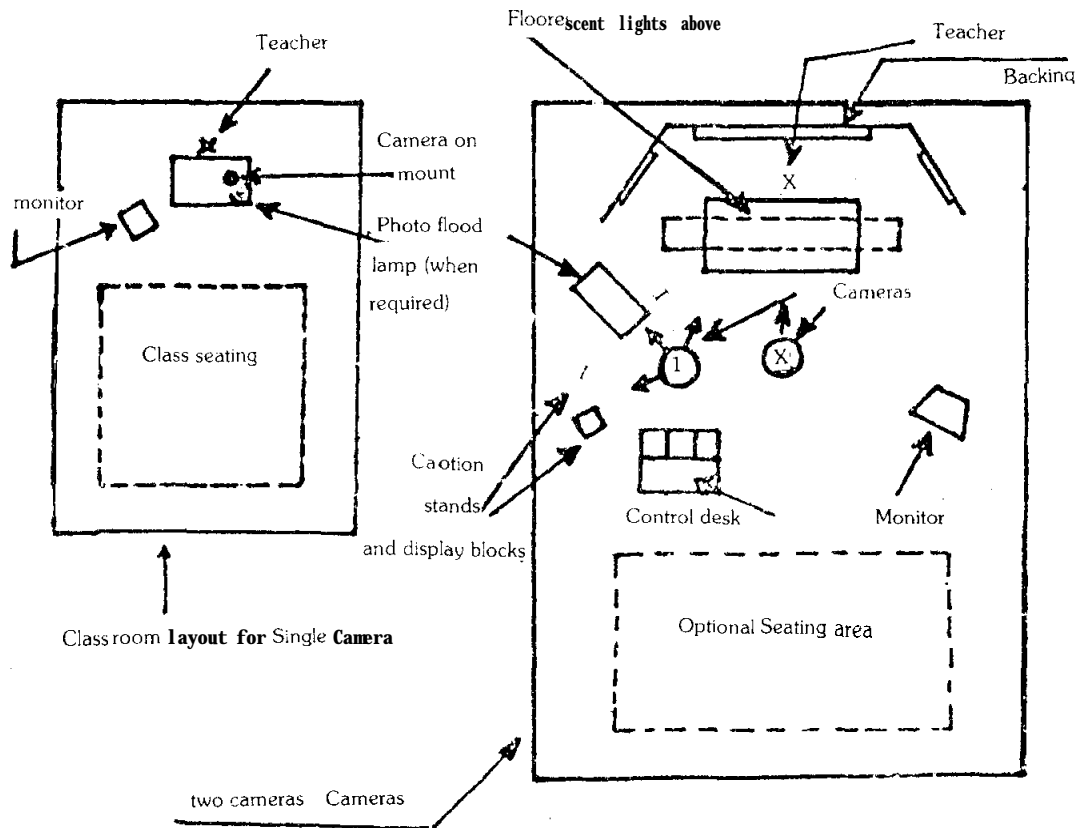 Teacher
Camera on
mount
monitor
Photo flood
lamp (when
required)
Class seating
Class room layout for Single Camera
Floorescent lights above
Teacher
Backing
X
Cameras
I
1
X
I
Caotion
stands
and display blocks
Control desk
Monitor
Optional Seating area
two cameras Cameras